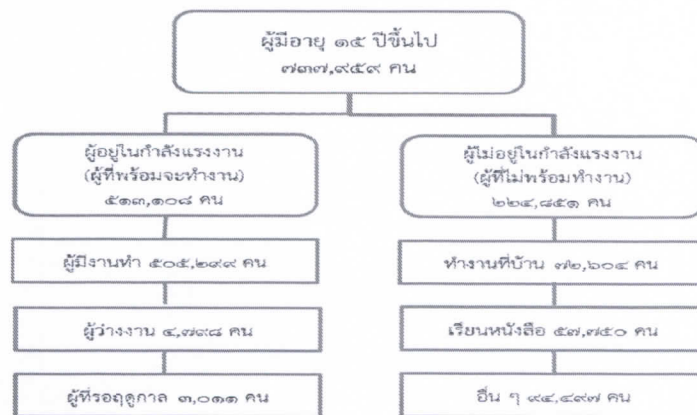 ผู้มีอายุ ๑๕ ปีขึ้นไป
๗๓๗,๙๕๙ คน
ผู้อยู่ในกำลังแรงงาน
(ผู้ที่พร้อมจะทำงาน)
๕๑๓,๑๐๘ คน
ผู้มีงานทำ ๕๐๕,๒๙๙ คน
ผู้ว่างงาน ๔,๗๙๘ คน
ผู้ที่รอฤดูกาล ๓,๐๑๑ คน
ผู้ไม่อยู่ในกำลังแรงงาน
(ผู้ที่ไม่พร้อมทำงาน)
๒๒๔,๘๕๑ คน
ทำงานที่บ้าน ๗๒,๖๐๔ คน
เรียนหนังสือ ๕๗,๗๕๐ คน
อื่น ๆ ๙๔,๔๙๗ คน